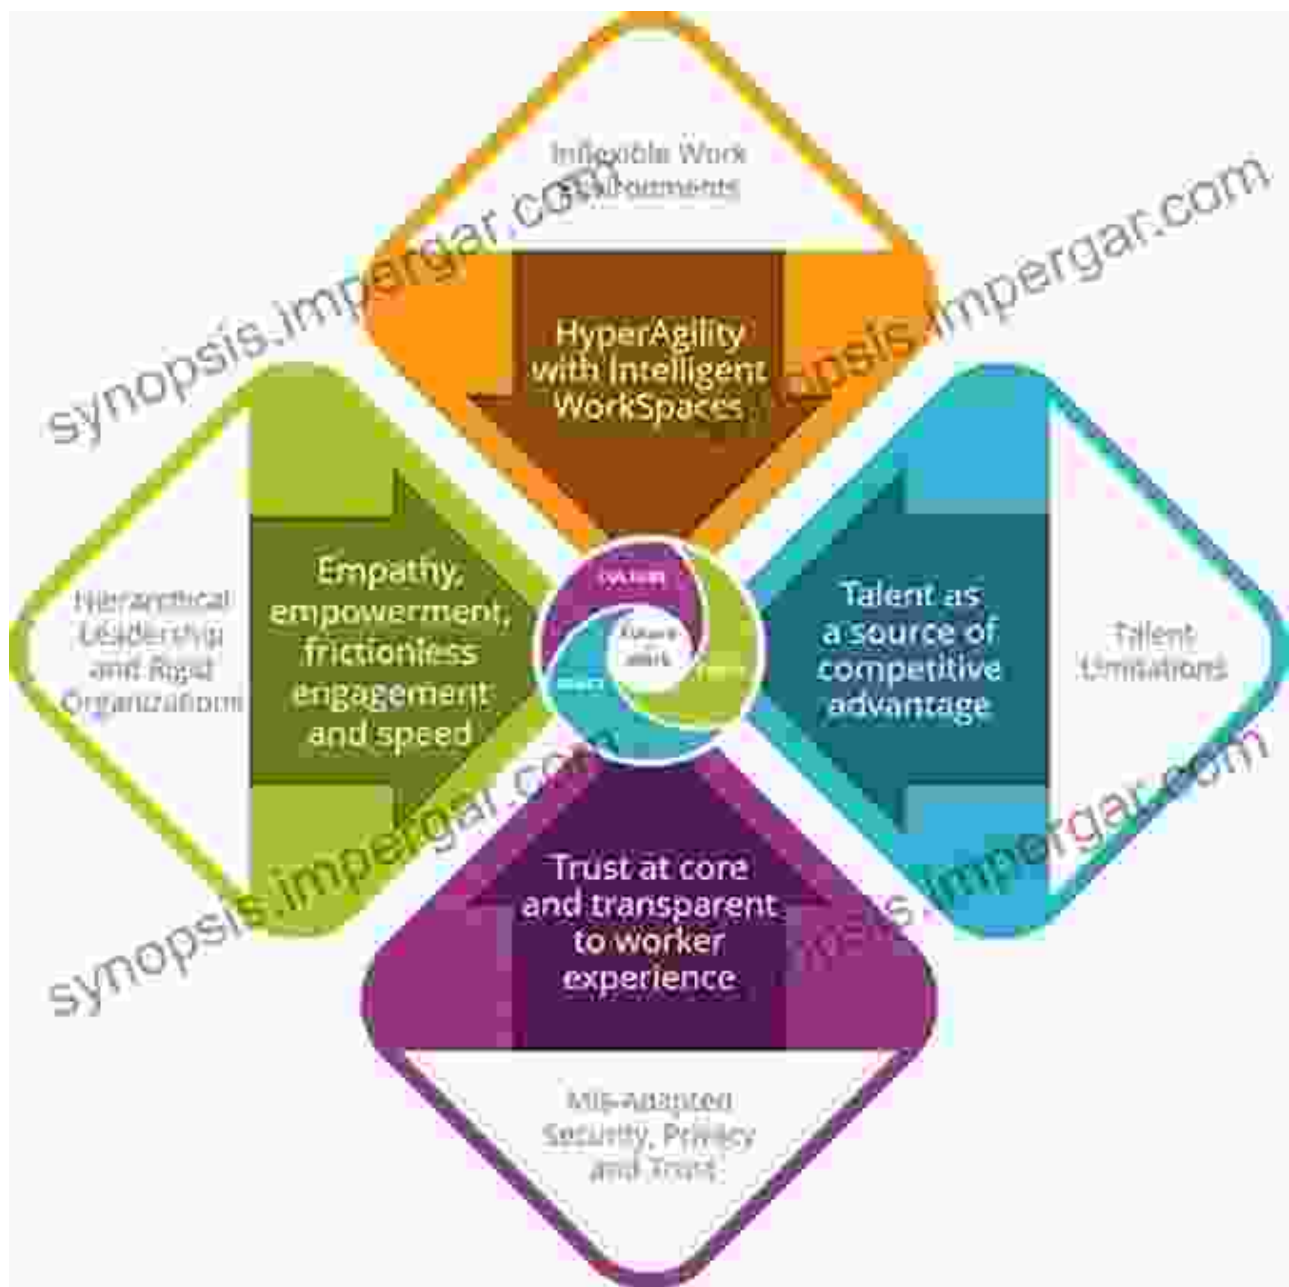 Inflexible Work
Environments
HyperAgility
with Intelligent
WorkSpaces
Hierarchical
Leadership
and Rigid
Organizations
Empathy,
empowerment,
frictionless
engagement
and speed
CULTURE
Future
Work
Talent as
a source of
competitive
advantage
Talent
Limitations
Trust at core
and transparent
to worker
experience
Mis-Adapted
Security, Privacy
and Trust
synopsis.impergar.com
synopsis.impergar.com
synopsis.impergar.com
synopsis.impergar.com